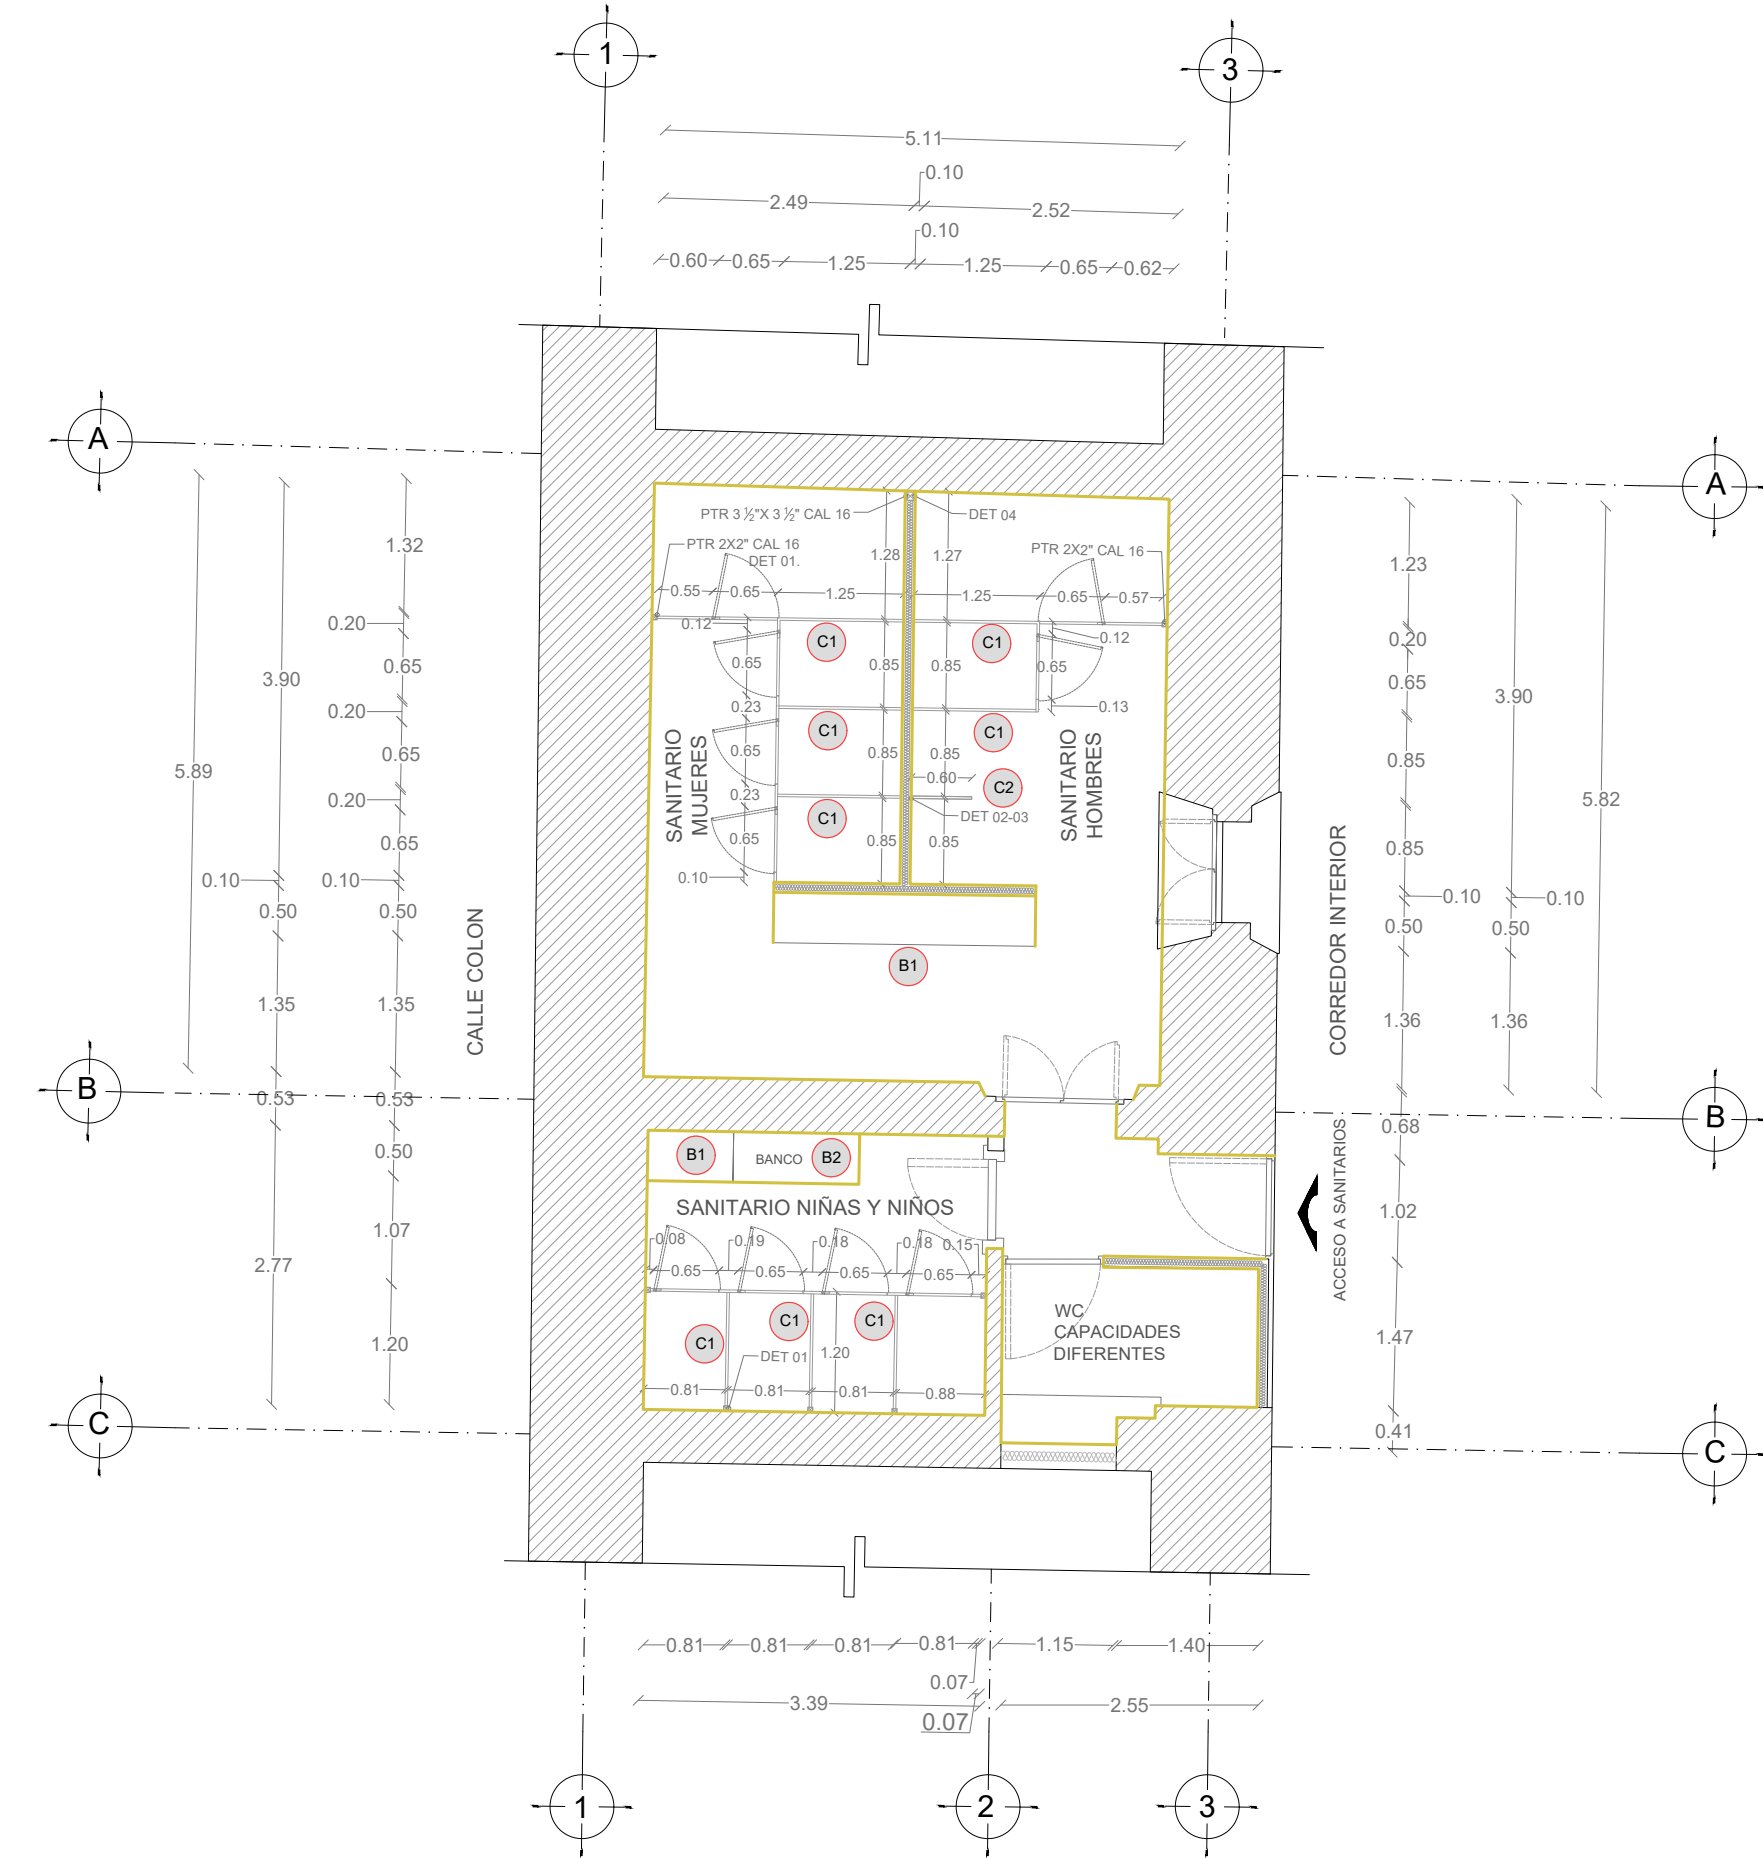 1
3
5.11
0.10
2.49
2.52
0.10
0.60
0.65
1.25
1.25
0.65
0.62
A
A
PTR 3 ½"X 3 ½" CAL 16
DET 04
PTR 2X2" CAL 16
DET 01.
PTR 2X2" CAL 16
1.28
1.27
0.55
0.65
1.25
1.25
0.65
0.57
0.12
0.12
C1
C1
0.65
0.85
0.85
0.65
0.23
0.13
C1
C1
0.65
0.85
0.85
0.60
C2
0.23
DET 02-03
C1
0.65
0.85
0.85
0.10
SANITARIO
MUJERES
SANITARIO
HOMBRES
B1
1.32
0.20
0.65
0.20
0.65
0.20
0.65
0.10
0.50
1.35
0.53
0.50
1.07
1.20
3.90
0.10
0.50
1.35
0.53
2.77
5.89
CALLE COLON
CORREDOR INTERIOR
1.23
0.20
0.65
0.85
0.85
0.10
0.50
1.36
0.68
1.02
1.47
0.41
3.90
0.10
0.50
1.36
5.82
B
B
B1
BANCO
B2
SANITARIO NIÑAS Y NIÑOS
0.08
0.19
0.18
0.18
0.15
0.65
0.65
0.65
0.65
C1
C1
C1
DET 01
1.20
0.81
0.81
0.81
0.88
WC
CAPACIDADES
DIFERENTES
ACCESO A SANITARIOS
C
C
0.81
0.81
0.81
0.81
1.15
1.40
0.07
3.39
2.55
0.07
1
2
3